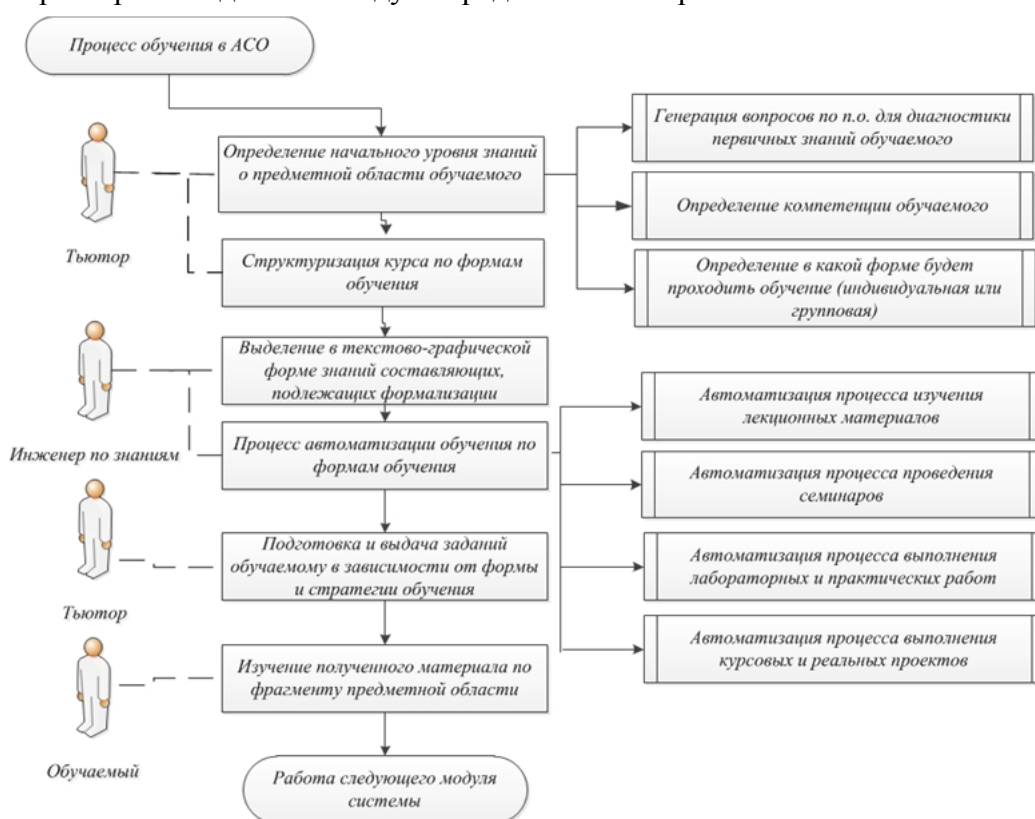 Процесс обучения в АСО
Определение начального уровня знаний
о предметной области обучаемого
Тьютор
Структуризация курса по формам
обучения
Генерация вопросов по п.о. для диагностики
первичных знаний обучаемого
Определение компетенции обучаемого
Определение в какой форме будет
проходить обучение (индивидуальная или
групповая)
Выделение в текстово-графической
форме знаний составляющих,
подлежащих формализации
Инженер по знаниям
Процесс автоматизации обучения по
формам обучения
Автоматизация процесса изучения
лекционных материалов
Автоматизация процесса проведения
семинаров
Автоматизация процесса выполнения
лабораторных и практических работ
Автоматизация процесса выполнения
курсовых и реальных проектов
Подготовка и выдача заданий
обучаемому в зависимости от формы
и стратегии обучения
Тьютор
Изучение полученного материала по
фрагменту предметной области
Обучаемый
Работа следующего модуля
системы